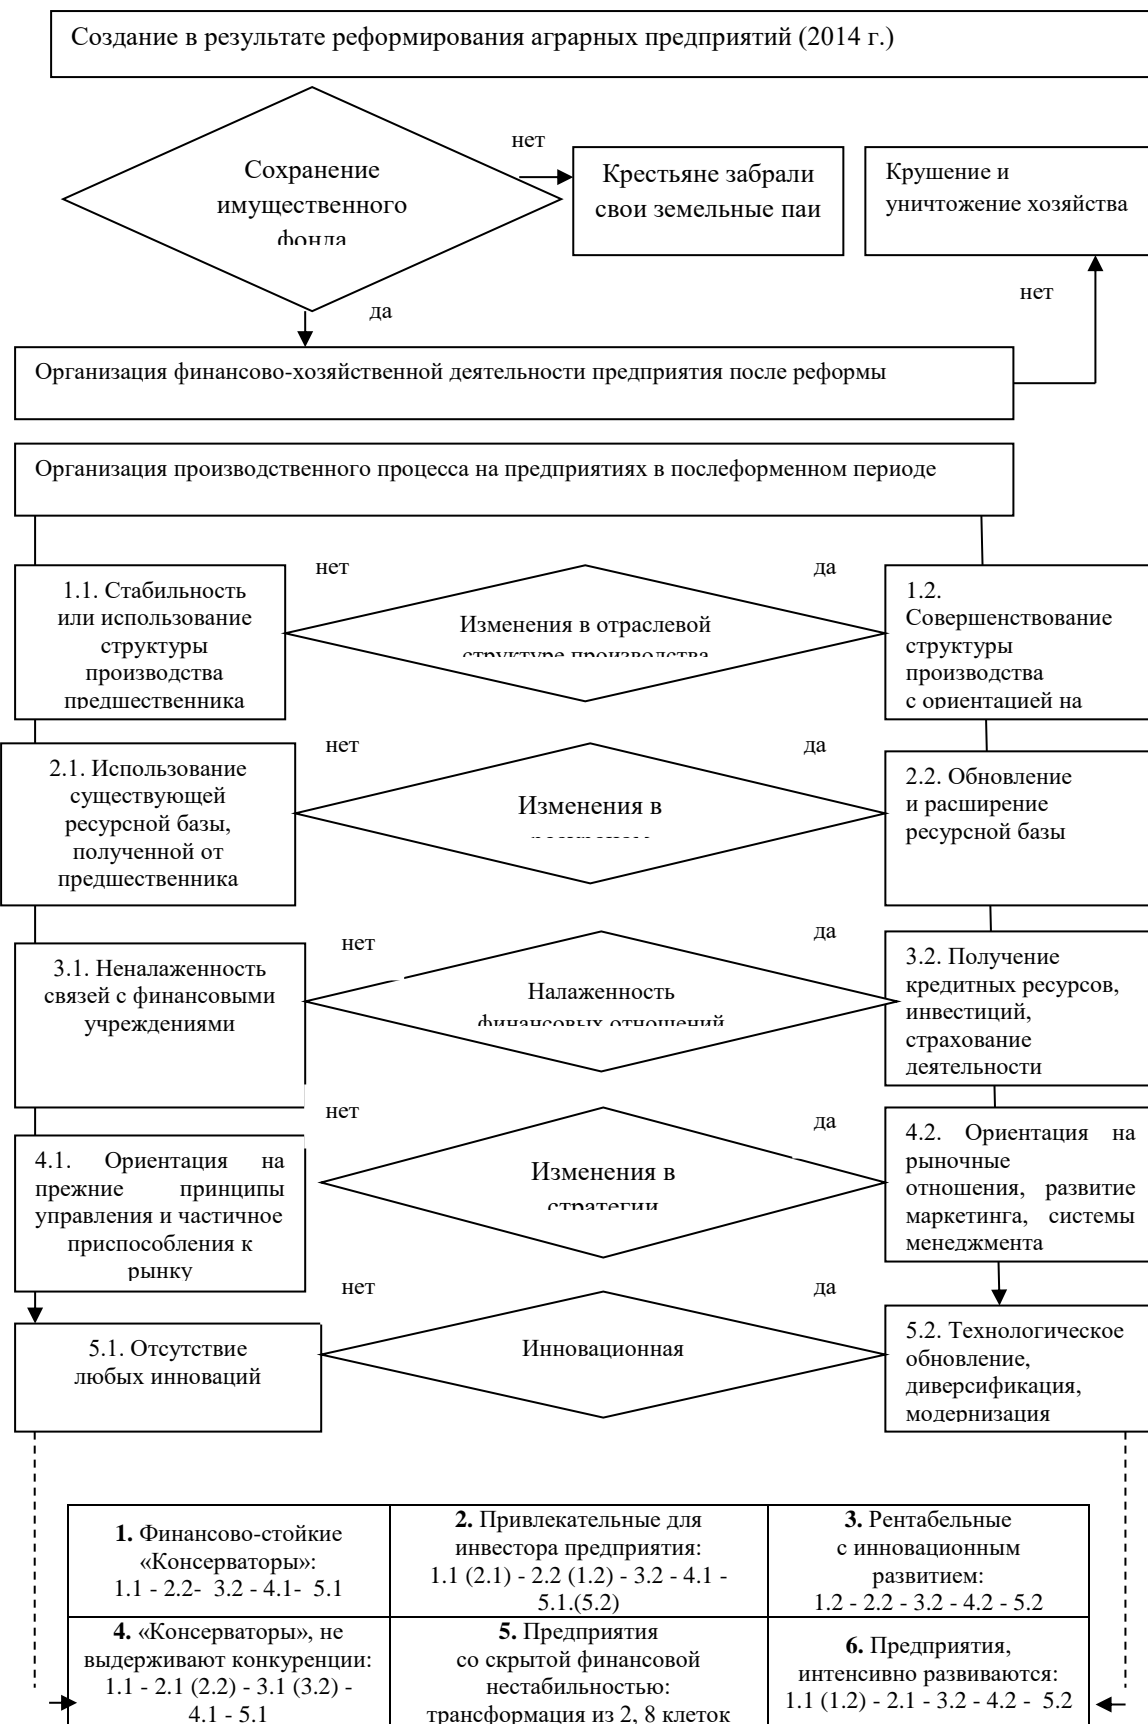 Создание в результате реформирования аграрных предприятий (2014 г.)
нет
Сохранение
имущественного
фонда
Крестьяне забрали
свои земельные паи
Крушение и
уничтожение хозяйства
да
нет
Организация финансово-хозяйственной деятельности предприятия после реформы
Организация производственного процесса на предприятиях в послеформенном периоде
1.1. Стабильность
или использование
структуры
производства
предшественника
нет
Изменения в отраслевой
структуре производства
да
1.2.
Совершенствование
структуры
производства
с ориентацией на
2.1. Использование
существующей
ресурсной базы,
полученной от
предшественника
нет
Изменения в
да
2.2. Обновление
и расширение
ресурсной базы
3.1. Неналаженность
связей с финансовыми
учреждениями
нет
Налаженность
финансовых отношений
да
3.2. Получение
кредитных ресурсов,
инвестиций,
страхование
деятельности
4.1. Ориентация на
прежние принципы
управления и частичное
приспособления к
рынку
нет
Изменения в
стратегии
да
4.2. Ориентация на
рыночные
отношения, развитие
маркетинга, системы
менеджмента
5.1. Отсутствие
любых инноваций
нет
Инновационная
да
5.2. Технологическое
обновление,
диверсификация,
модернизация
1. Финансово-стойкие
«Консерваторы»:
1.1 - 2.2- 3.2 - 4.1- 5.1
2. Привлекательные для
инвестора предприятия:
1.1 (2.1) - 2.2 (1.2) - 3.2 - 4.1 -
5.1.(5.2)
3. Рентабельные
с инновационным
развитием:
1.2 - 2.2 - 3.2 - 4.2 - 5.2
4. «Консерваторы», не
выдерживают конкуренции:
1.1 - 2.1 (2.2) - 3.1 (3.2) -
4.1 - 5.1
5. Предприятия
со скрытой финансовой
нестабильностью:
трансформация из 2, 8 клеток
6. Предприятия,
интенсивно развиваются:
1.1 (1.2) - 2.1 - 3.2 - 4.2 - 5.2